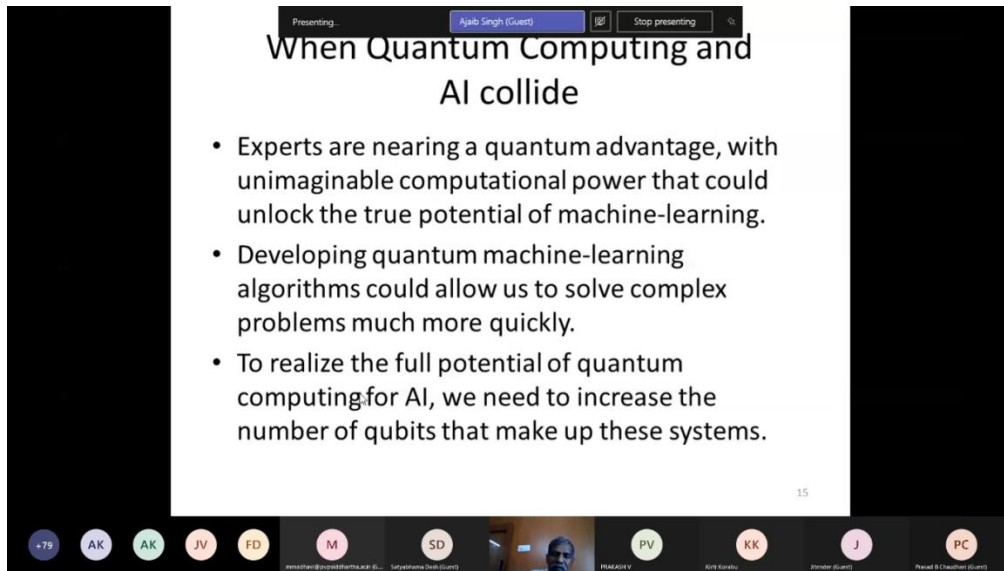 Presenting...
Ajaib Singh (Guest)
Stop presenting
When Quantum Computing and
AI collide
• Experts are nearing a quantum advantage, with
unimaginable computational power that could
unlock the true potential of machine-learning.
• Developing quantum machine-learning
algorithms could allow us to solve complex
problems much more quickly.
• To realize the full potential of quantum
computing for AI, we need to increase the
number of qubits that make up these systems.
15
+79 AK AK JV FD M SD PV KK J PC
Satyabhama Dash (Guest) PRAKASH V Kirti Korabu Jitender (Guest) Prasad B Chaudhari (Guest)